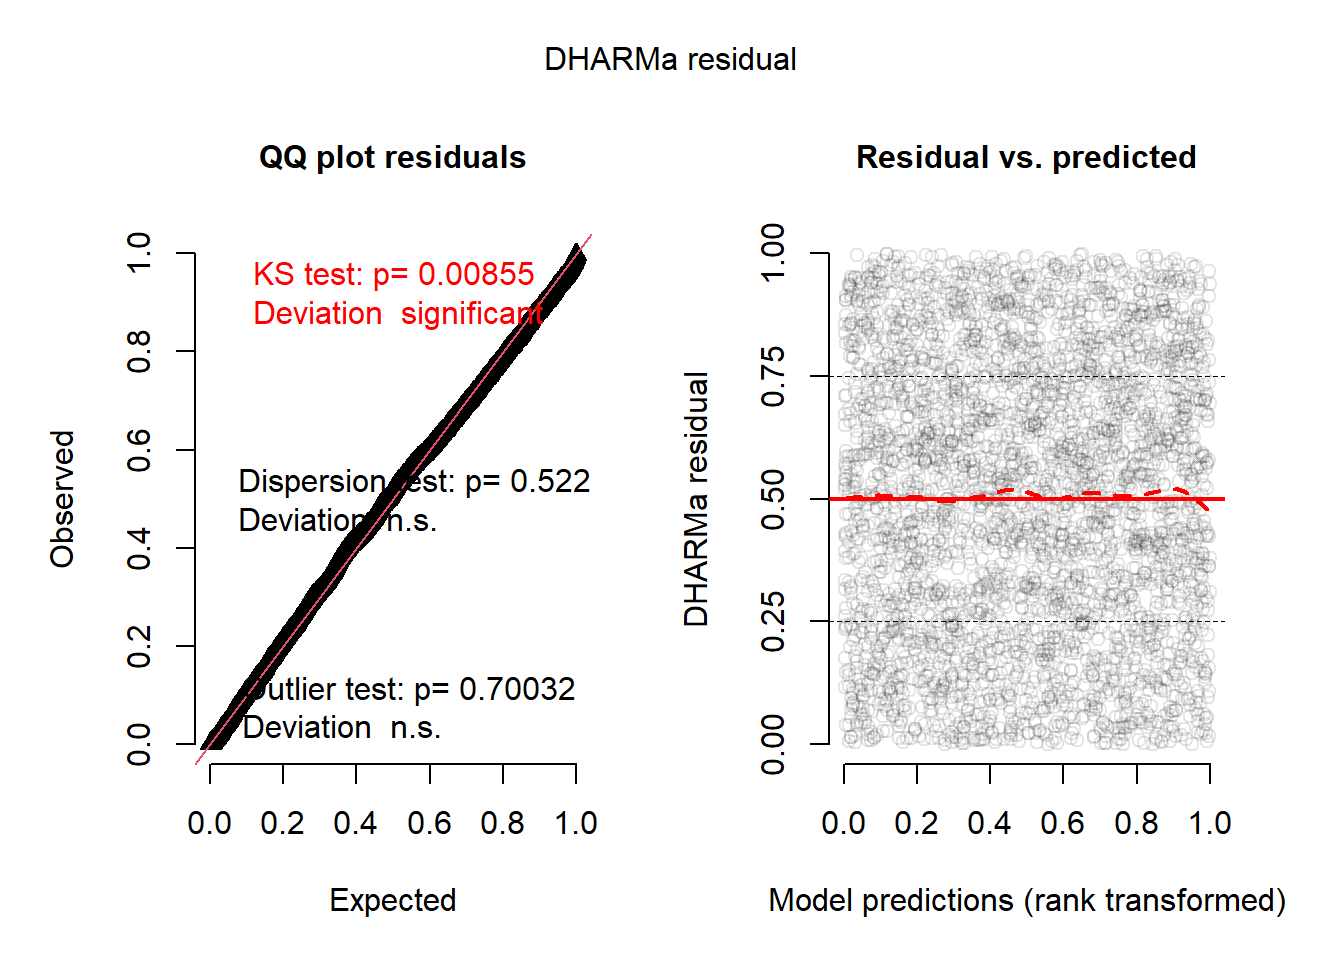 DHARMa residual
QQ plot residuals
KS test: p= 0.00855
Deviation  significant
Dispersion test: p= 0.522
Deviation  n.s.
Outlier test: p= 0.70032
Deviation  n.s.
Observed
0.0 0.2 0.4 0.6 0.8 1.0
0.0 0.2 0.4 0.6 0.8 1.0
Expected
Residual vs. predicted
DHARMa residual
0.00 0.25 0.50 0.75 1.00
0.0 0.2 0.4 0.6 0.8 1.0
Model predictions (rank transformed)